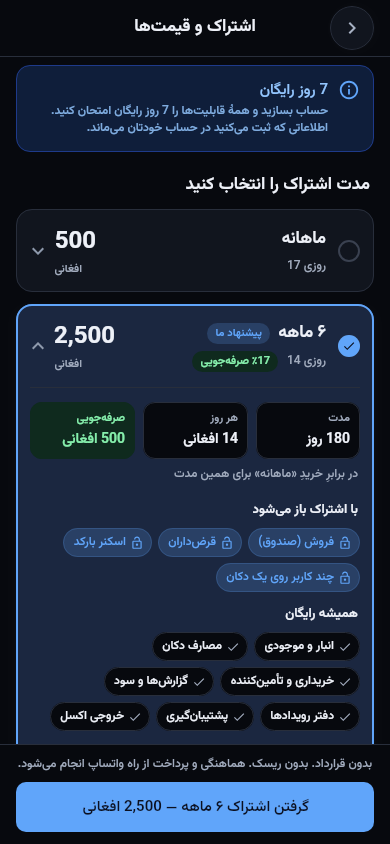 اشتراک و قیمت‌ها
7 روز رایگان
حساب بسازید و همهٔ قابلیت‌ها را 7 روز رایگان امتحان کنید.
اطلاعاتی که ثبت می‌کنید در حساب خودتان می‌ماند.
مدت اشتراک را انتخاب کنید
ماهانه
500
روزی 17
افغانی
۶ ماهه
پیشنهاد ما
2,500
روزی 14
17٪ صرفه‌جویی
افغانی
مدت
هر روز
صرفه‌جویی
180 روز
14 افغانی
500 افغانی
در برابرِ خریدِ «ماهانه» برای همین مدت
با اشتراک باز می‌شود
فروش (صندوق)
قرض‌داران
اسکنر بارکد
چند کاربر روی یک دکان
همیشه رایگان
انبار و موجودی
مصارف دکان
خریداری و تأمین‌کننده
گزارش‌ها و سود
دفتر رویدادها
پشتیبان‌گیری
خروجی اکسل
بدون قرارداد. بدون ریسک. هماهنگی و پرداخت از راه واتساپ انجام می‌شود.
گرفتن اشتراک ۶ ماهه — 2,500 افغانی